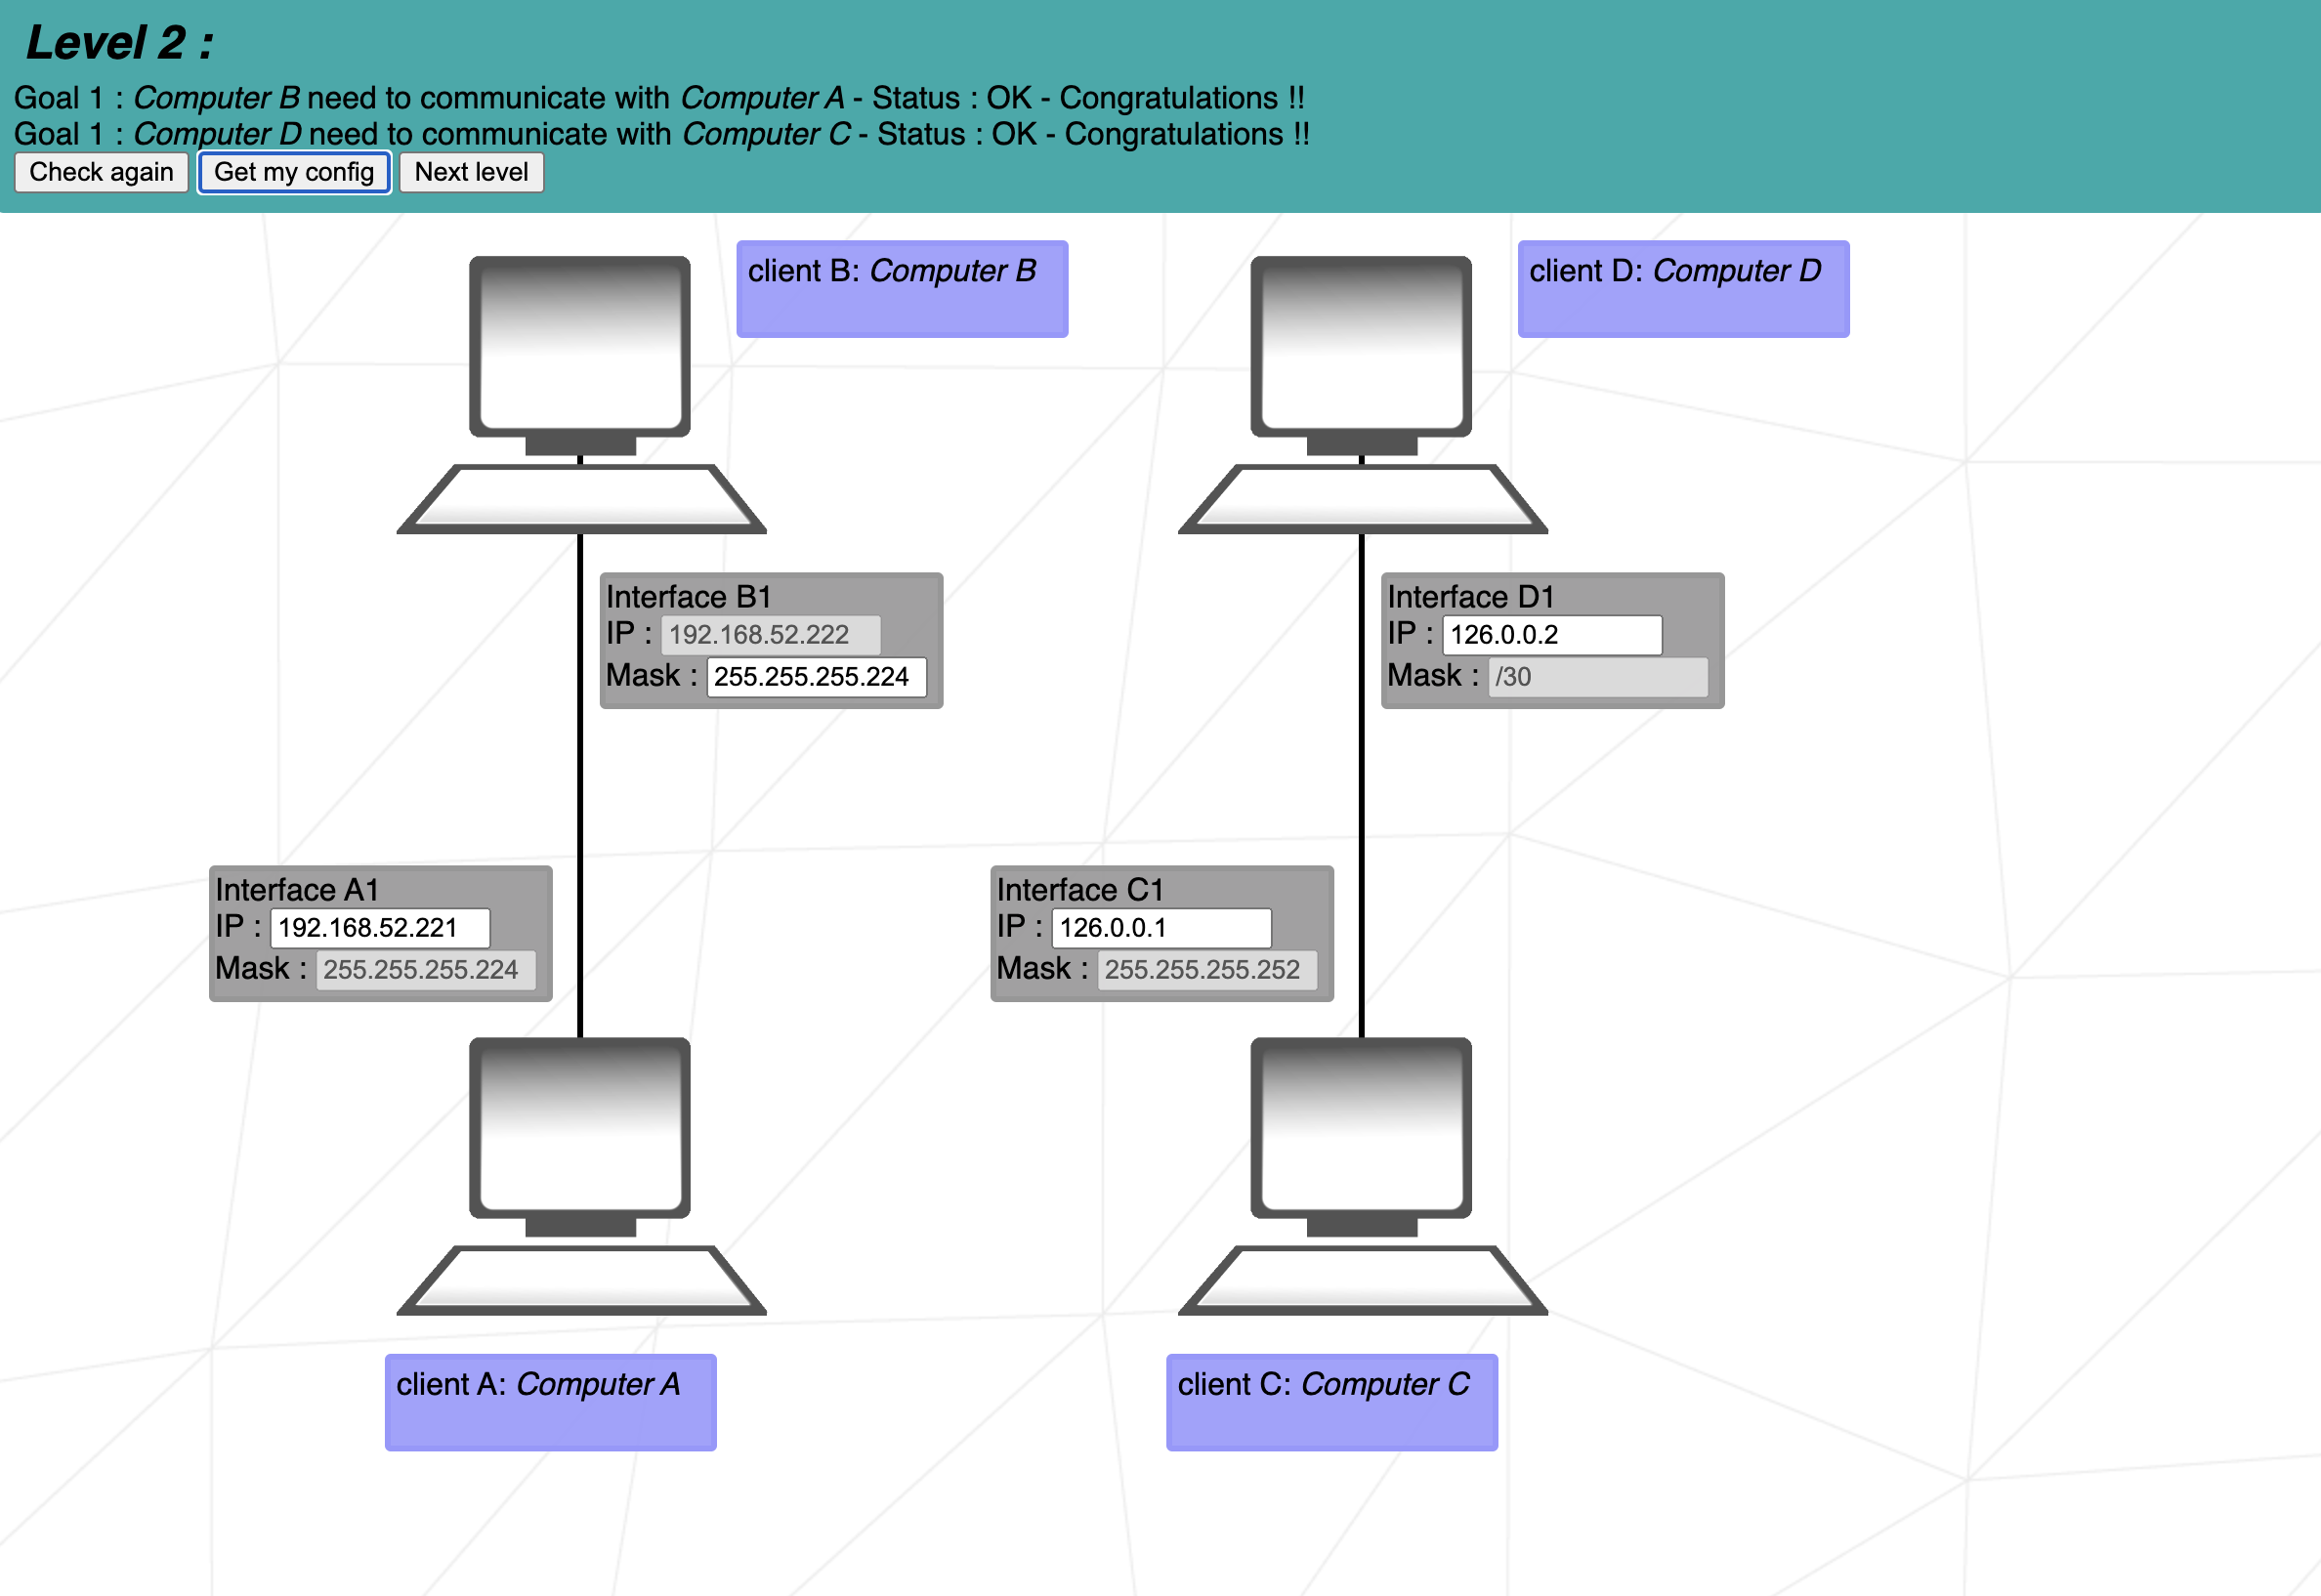 Level 2 :
Goal 1 : Computer B need to communicate with Computer A - Status : OK - Congratulations !!
Goal 1 : Computer D need to communicate with Computer C - Status : OK - Congratulations !!
Check again Get my config Next level
client B: Computer B
client D: Computer D
Interface B1
IP : 192.168.52.222
Mask : 255.255.255.224
Interface D1
IP : 126.0.0.2
Mask : /30
Interface A1
IP : 192.168.52.221
Mask : 255.255.255.224
Interface C1
IP : 126.0.0.1
Mask : 255.255.255.252
client A: Computer A
client C: Computer C